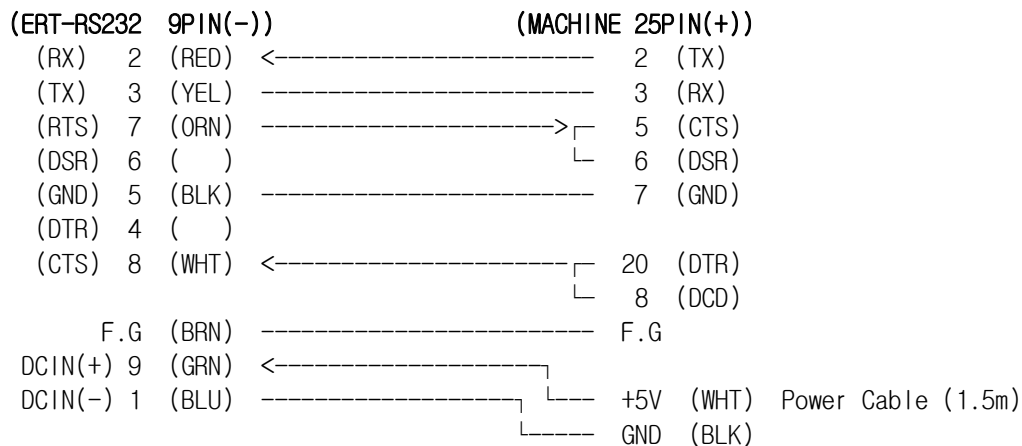 (ERT-RS232 9PIN(-)) (MACHINE 25PIN(+))
(RX) 2 (RED) <------------------------ 2 (TX)
(TX) 3 (YEL) ------------------------- 3 (RX)
(RTS) 7 (ORN) ---------------------->┌─ 5 (CTS)
(DSR) 6 ( ) └─ 6 (DSR)
(GND) 5 (BLK) ------------------------- 7 (GND)
(DTR) 4 ( )
(CTS) 8 (WHT) <-----------------------┌─ 20 (DTR)
└─ 8 (DCD)
F.G (BRN) ------------------------- F.G
DCIN(+) 9 (GRN) <--------------------┐
DCIN(-) 1 (BLU) -------------------┐ └--- +5V (WHT) Power Cable (1.5m)
└----- GND (BLK)